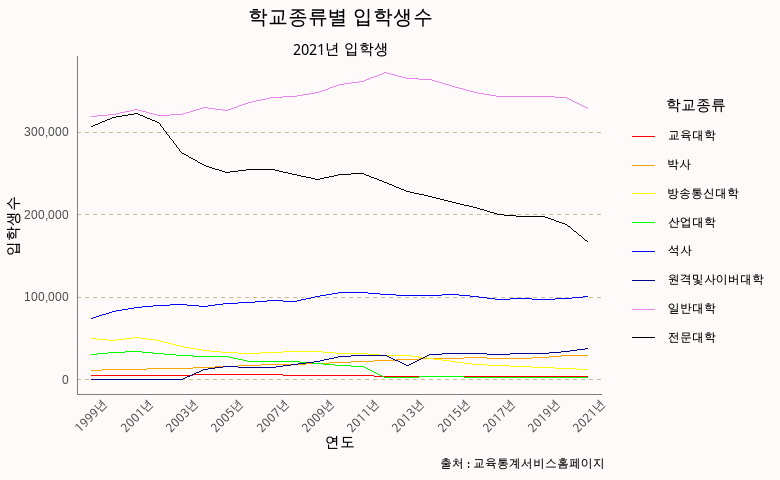 학교종류별 입학생수
2021년 입학생
입학생수
300,000
200,000
100,000
0
1999년
2001년
2003년
2005년
2007년
2009년
2011년
2013년
2015년
2017년
2019년
2021년
연도
학교종류
교육대학
박사
방송통신대학
산업대학
석사
원격및사이버대학
일반대학
전문대학
출처 : 교육통계서비스홈페이지